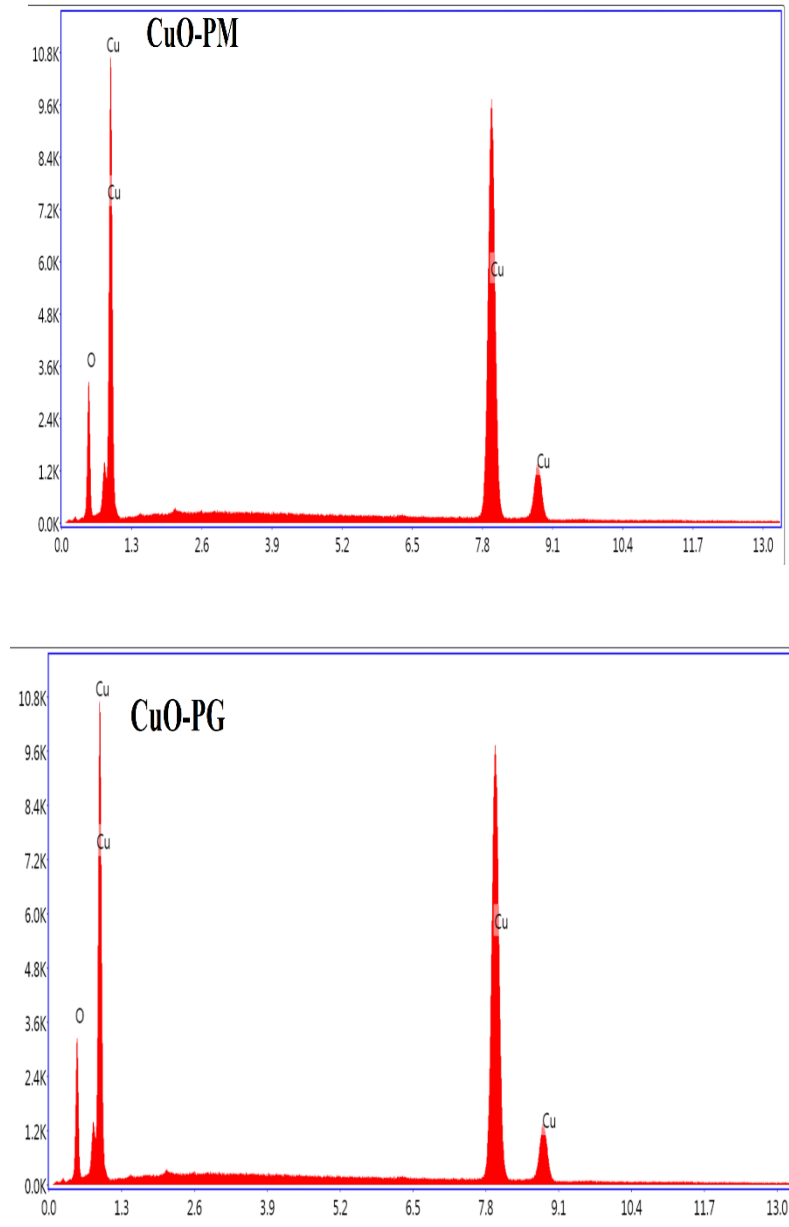 CuO-PM
Cu
10.8K
9.6K
8.4K
Cu
7.2K
6.0K
Cu
4.8K
3.6K
O
2.4K
1.2K
Cu
0.0K
0.0 1.3 2.6 3.9 5.2 6.5 7.8 9.1 10.4 11.7 13.0
CuO-PG
Cu
10.8K
9.6K
8.4K
Cu
7.2K
6.0K
Cu
4.8K
3.6K
O
2.4K
1.2K
Cu
0.0K
0.0 1.3 2.6 3.9 5.2 6.5 7.8 9.1 10.4 11.7 13.0